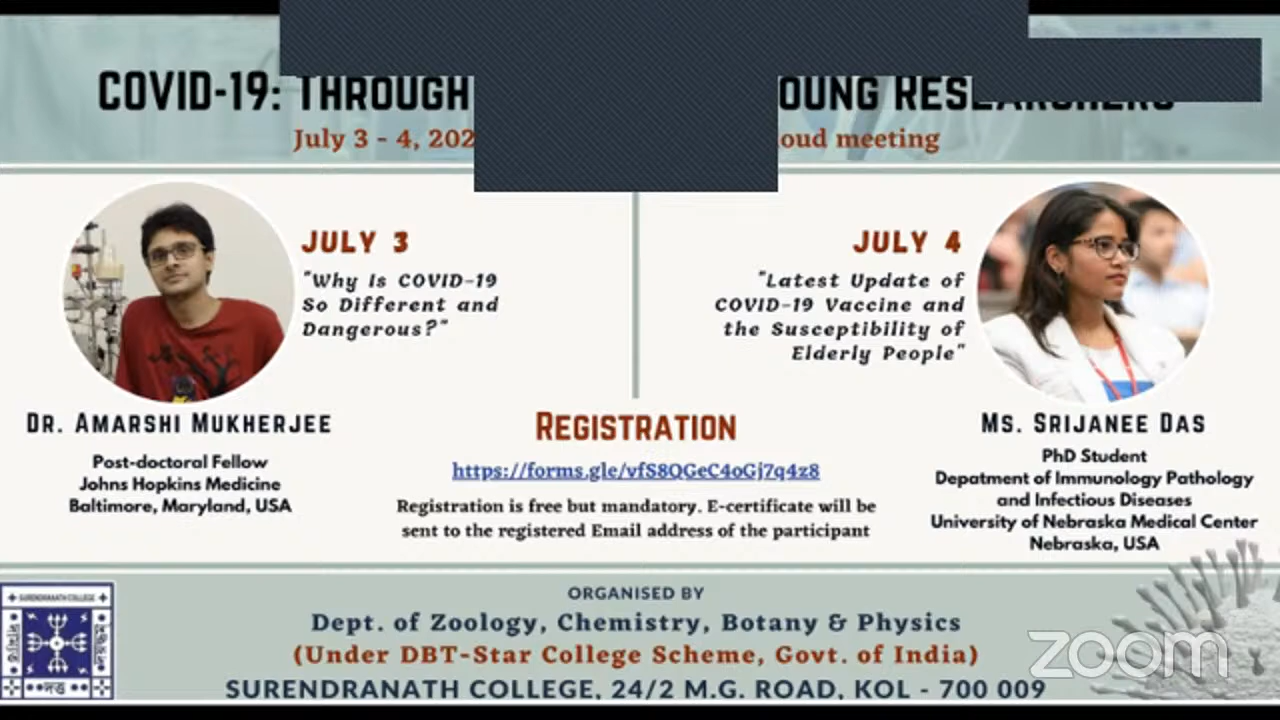 COVID-19: THROUGH OUNG RESEARCHERS
July 3 - 4, 202 oud meeting
JULY 3
"Why Is COVID-19
So Different and
Dangerous?"
JULY 4
"Latest Update of
COVID-19 Vaccine and
the Susceptibility of
Elderly People"
DR. AMARSHI MUKHERJEE
Post-doctoral Fellow
Johns Hopkins Medicine
Baltimore, Maryland, USA
REGISTRATION
https://forms.gle/vfS8QGeC4oGj7q4z8
Registration is free but mandatory. E-certificate will be
sent to the registered Email address of the participant
MS. SRIJANEE DAS
PhD Student
Depatment of Immunology Pathology
and Infectious Diseases
University of Nebraska Medical Center
Nebraska, USA
SURENDRANATH COLLEGE
ORGANISED BY
Dept. of Zoology, Chemistry, Botany & Physics
(Under DBT-Star College Scheme, Govt. of India)
SURENDRANATH COLLEGE, 24/2 M.G. ROAD, KOL - 700 009
zoom